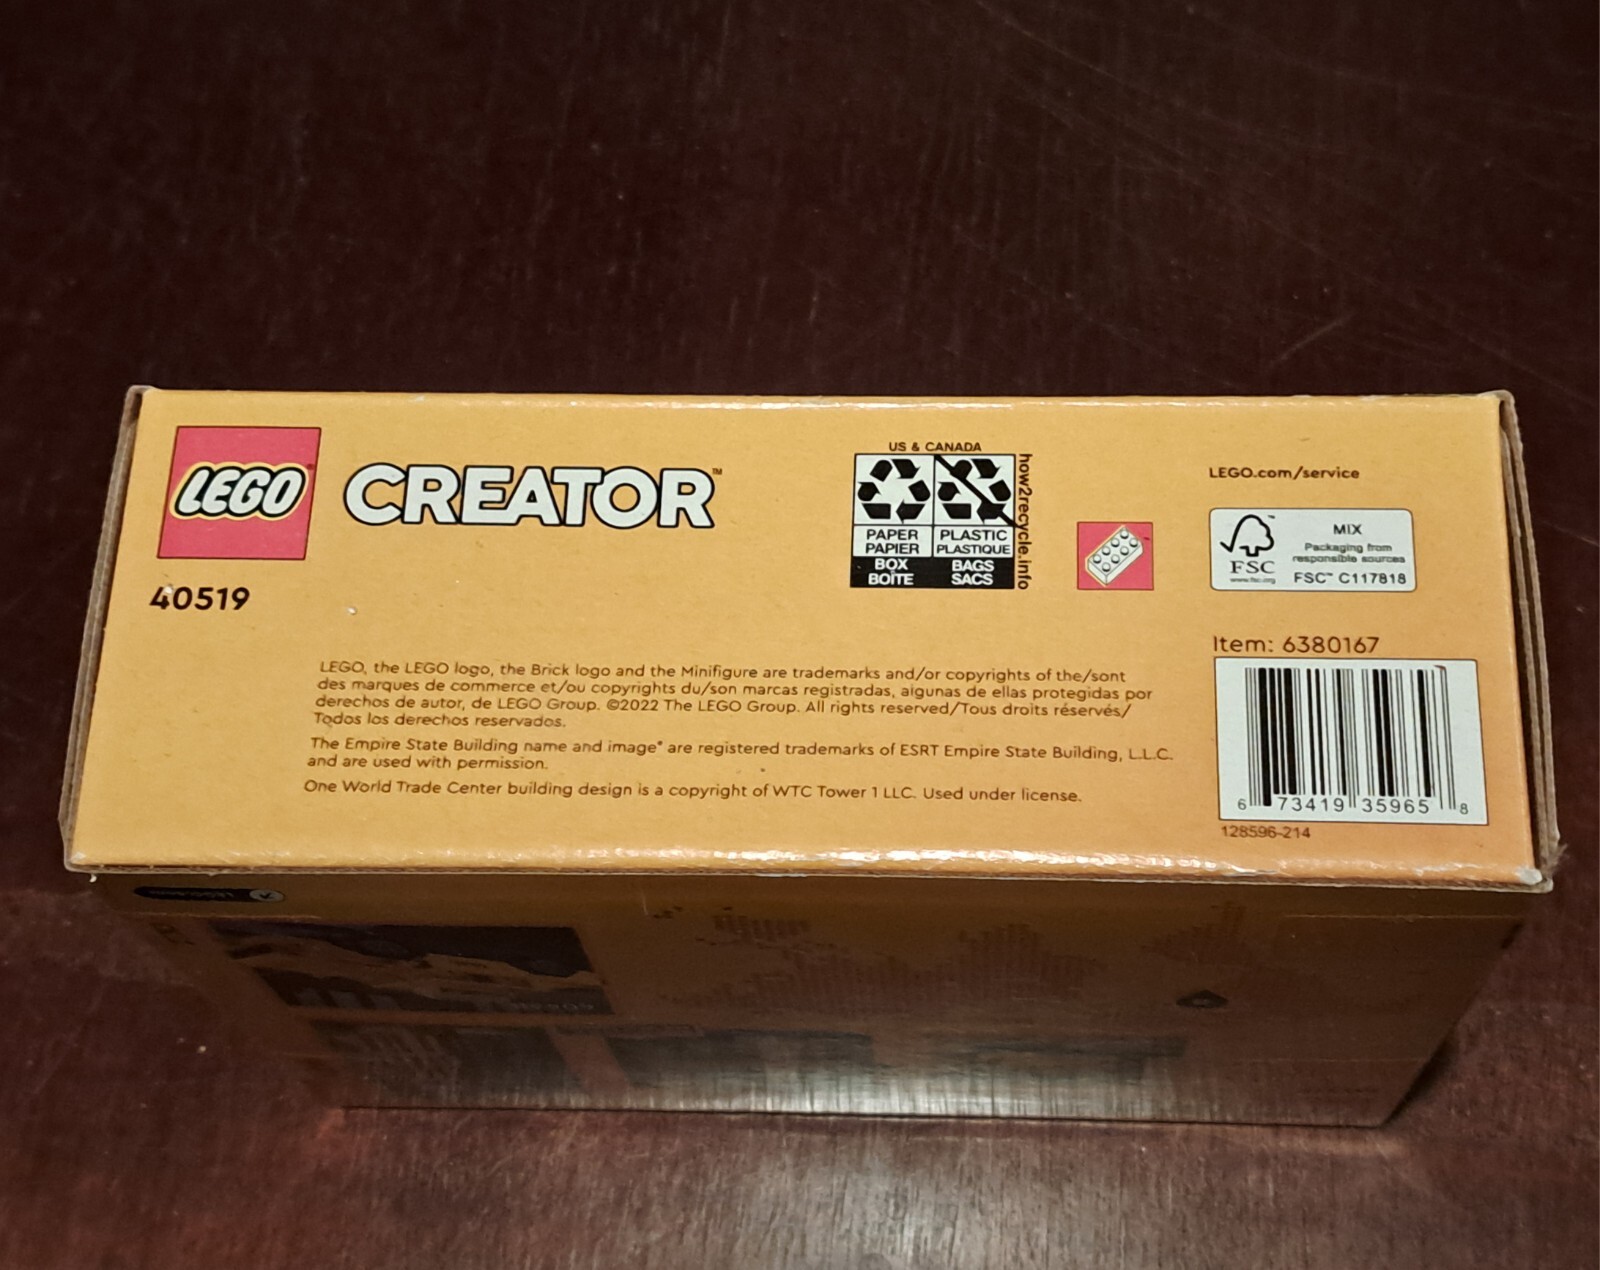 LEGO
CREATOR™
40519
US & CANADA
PAPER
PAPIER
BOX
BOÎTE
PLASTIC
PLASTIQUE
BAGS
SACS
how2recycle.info
LEGO.com/service
FSC™
www.fsc.org
MIX
Packaging from
responsible sources
FSC™ C117818
LEGO, the LEGO logo, the Brick logo and the Minifigure are trademarks and/or copyrights of the/sont
des marques de commerce et/ou copyrights du/son marcas registradas, algunas de ellas protegidas por
derechos de autor, de LEGO Group. ©2022 The LEGO Group. All rights reserved/Tous droits réservés/
Todos los derechos reservados.
The Empire State Building name and image® are registered trademarks of ESRT Empire State Building, L.L.C.
and are used with permission.
One World Trade Center building design is a copyright of WTC Tower 1 LLC. Used under license.
Item: 6380167
6 73419 35965 8
128596-214